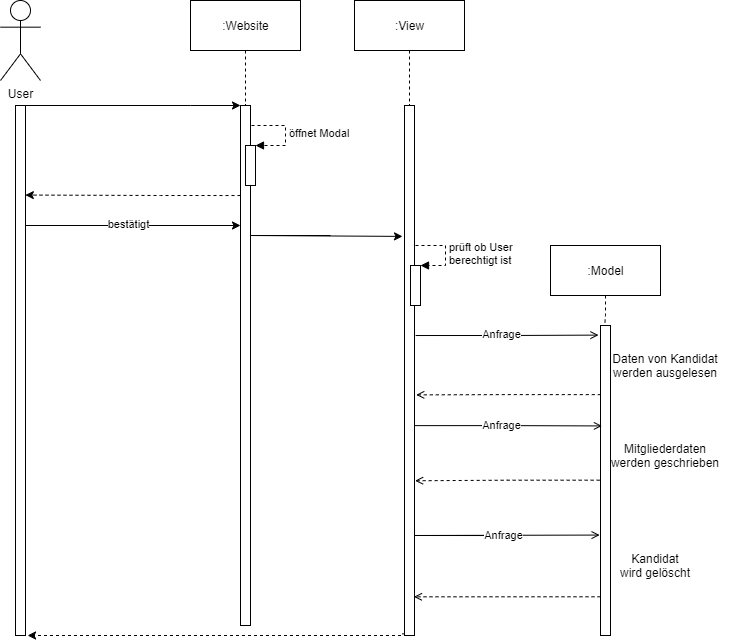 :Website
:View
User
öffnet Modal
bestätigt
prüft ob User
berechtigt ist
:Model
Anfrage
Daten von Kandidat
werden ausgelesen
Anfrage
Mitgliederdaten
werden geschrieben
Anfrage
Kandidat
wird gelöscht